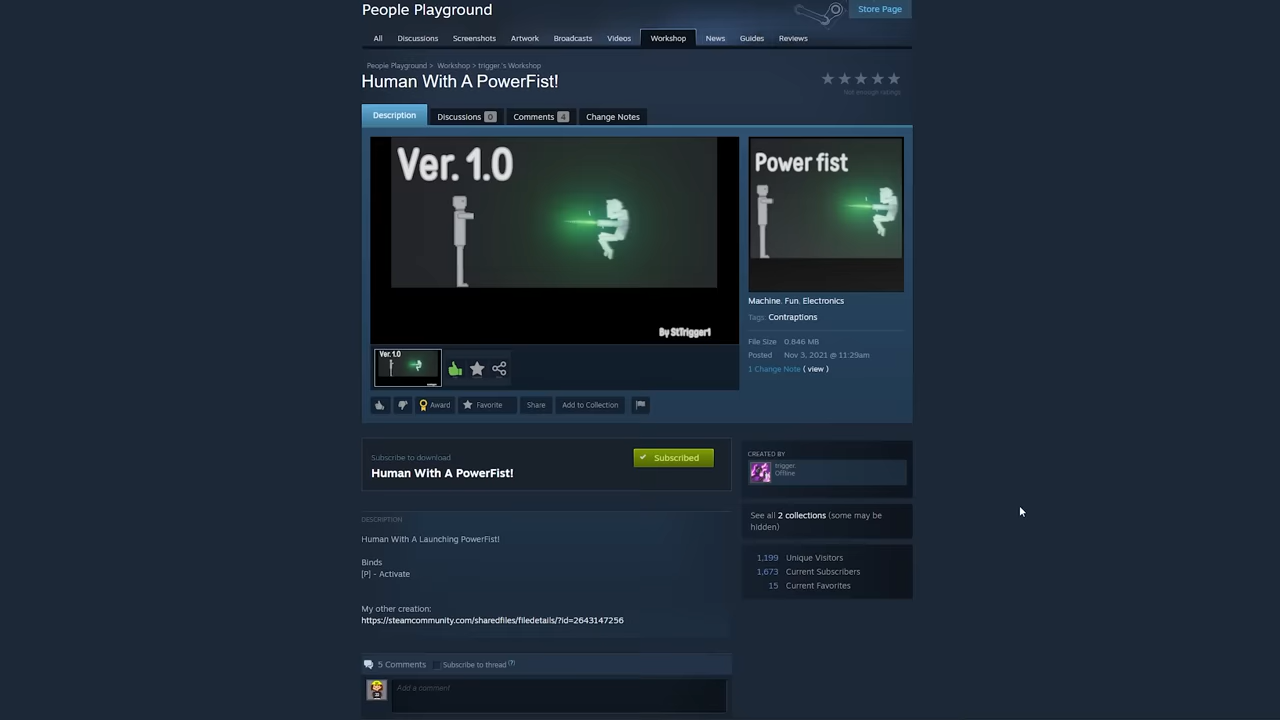 People Playground
Store Page
All Discussions Screenshots Artwork Broadcasts Videos Workshop News Guides Reviews
People Playground > Workshop > trigger.'s Workshop
Human With A PowerFist!
Not enough ratings
Description Discussions 0 Comments 4 Change Notes
Ver. 1.0
By StTrigger1
Power fist
Machine, Fun, Electronics
Tags: Contraptions
File Size 0.846 MB
Posted Nov 3, 2021 @ 11:29am
1 Change Note ( view )
Ver. 1.0
Award Favorite Share Add to Collection
Subscribe to download
Human With A PowerFist!
Subscribed
CREATED BY
trigger.
Offline
See all 2 collections (some may be
hidden)
1,199 Unique Visitors
1,673 Current Subscribers
15 Current Favorites
DESCRIPTION
Human With A Launching PowerFist!
Binds
[P] - Activate
My other creation:
https://steamcommunity.com/sharedfiles/filedetails/?id=2643147256
5 Comments Subscribe to thread (?)
Add a comment